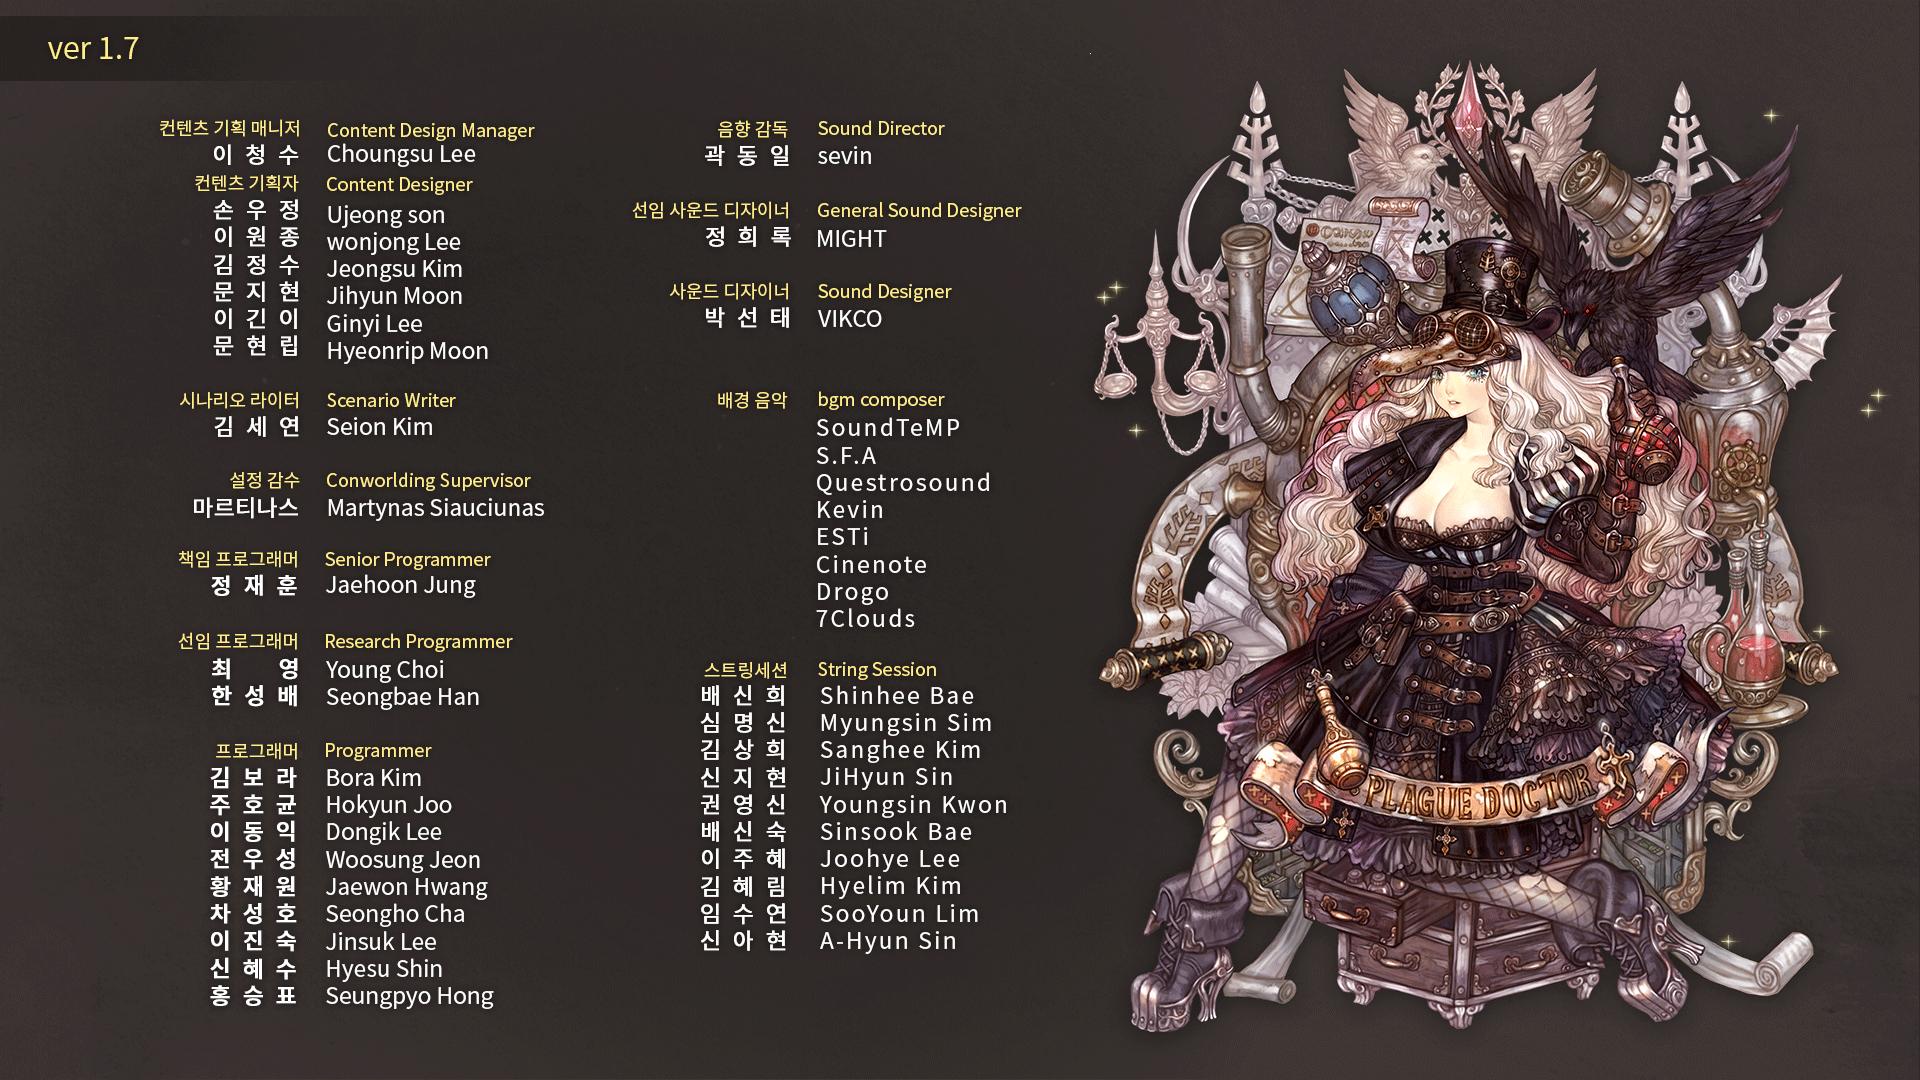 ver 1.7
컨텐츠 기획 매니저 Content Design Manager
이 청 수 Choungsu Lee
컨텐츠 기획자 Content Designer
손 우 정 Ujeong son
이 원 종 wonjong Lee
김 정 수 Jeongsu Kim
문 지 현 Jihyun Moon
이 긴 이 Ginyi Lee
문 현 립 Hyeonrip Moon
시나리오 라이터 Scenario Writer
김 세 연 Seion Kim
설정 감수 Conworlding Supervisor
마르티나스 Martynas Siauciunas
책임 프로그래머 Senior Programmer
정 재 훈 Jaehoon Jung
선임 프로그래머 Research Programmer
최 영 Young Choi
한 성 배 Seongbae Han
프로그래머 Programmer
김 보 라 Bora Kim
주 호 균 Hokyun Joo
이 동 익 Dongik Lee
전 우 성 Woosung Jeon
황 재 원 Jaewon Hwang
차 성 호 Seongho Cha
이 진 숙 Jinsuk Lee
신 혜 수 Hyesu Shin
홍 승 표 Seungpyo Hong
음향 감독 Sound Director
곽 동 일 sevin
선임 사운드 디자이너 General Sound Designer
정 희 록 MIGHT
사운드 디자이너 Sound Designer
박 선 태 VIKCO
배경 음악 bgm composer
SoundTeMP
S.F.A
Questrosound
Kevin
ESTi
Cinenote
Drogo
7Clouds
스트링세션 String Session
배 신 희 Shinhee Bae
심 명 신 Myungsin Sim
김 상 희 Sanghee Kim
신 지 현 JiHyun Sin
권 영 신 Youngsin Kwon
배 신 숙 Sinsook Bae
이 주 혜 Joohye Lee
김 혜 림 Hyelim Kim
임 수 연 SooYoun Lim
신 아 현 A-Hyun Sin
PLAGUE DOCTOR